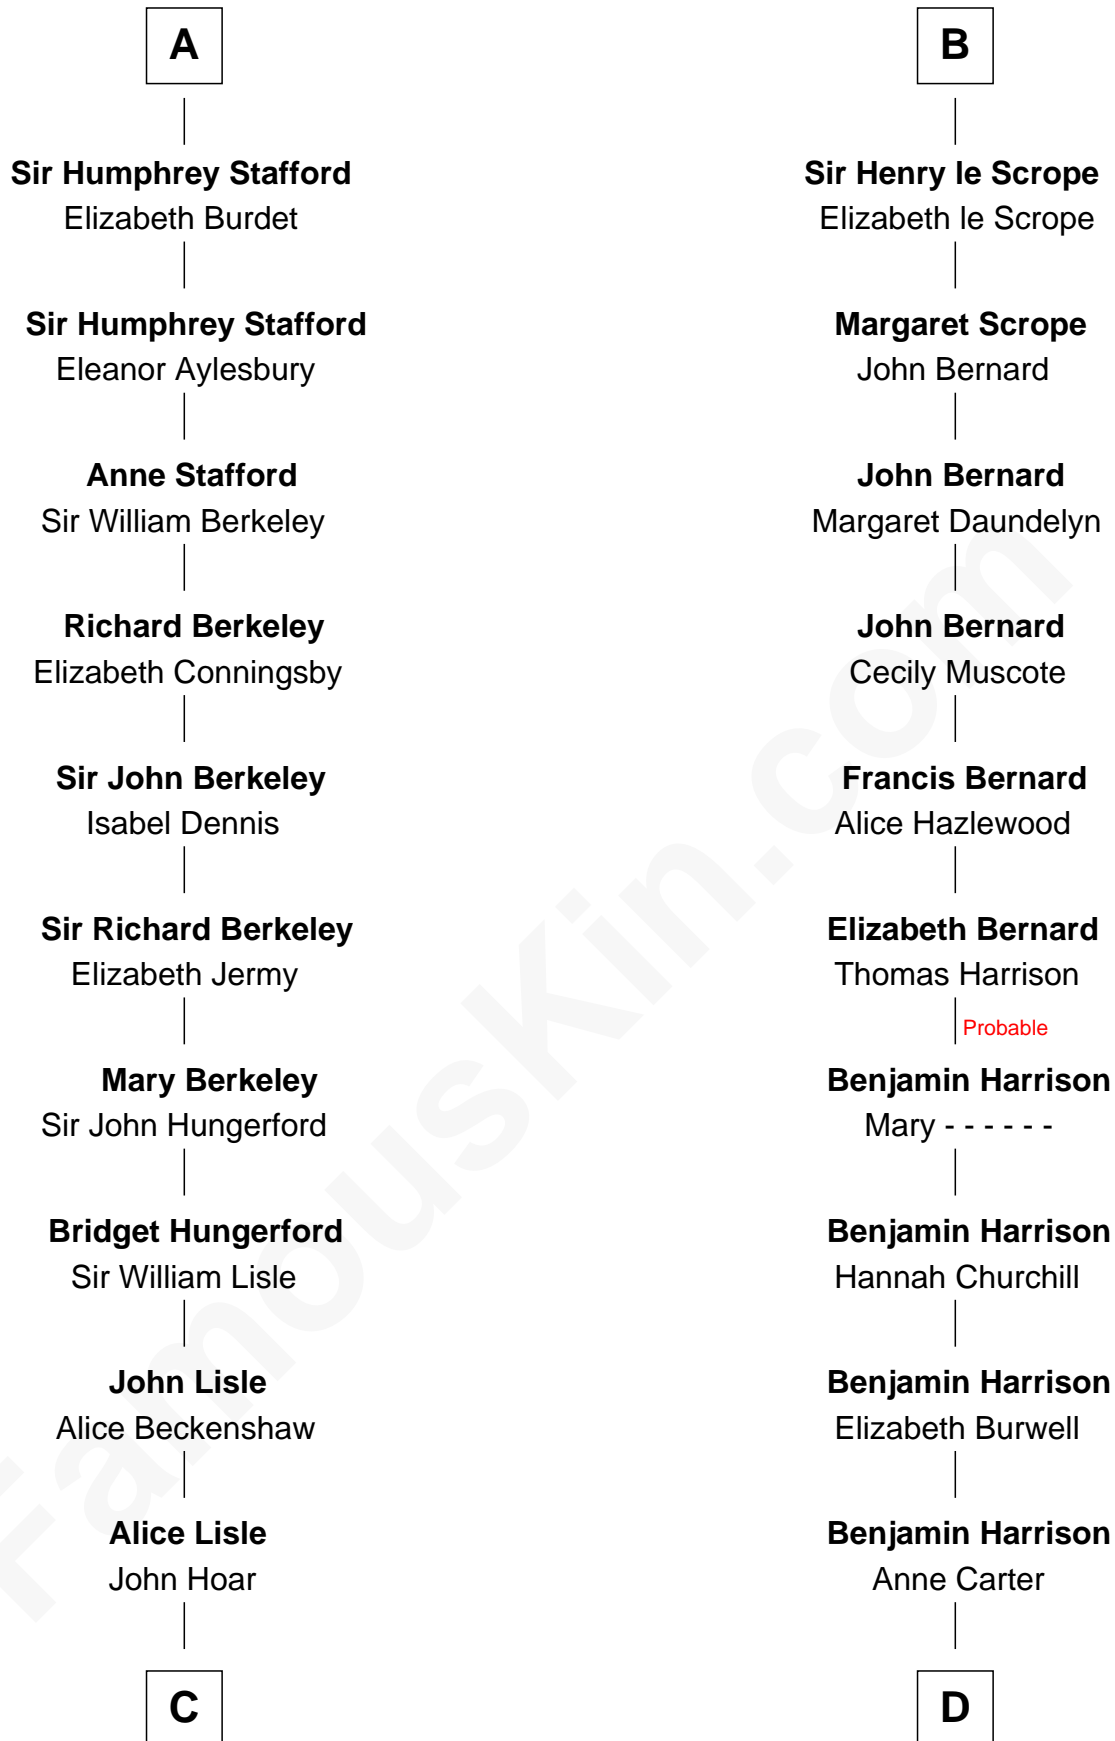 A
Sir Humphrey Stafford
Elizabeth Burdet
Sir Humphrey Stafford
Eleanor Aylesbury
Anne Stafford
Sir William Berkeley
Richard Berkeley
Elizabeth Conningsby
Sir John Berkeley
Isabel Dennis
Sir Richard Berkeley
Elizabeth Jermy
Mary Berkeley
Sir John Hungerford
Bridget Hungerford
Sir William Lisle
John Lisle
Alice Beckenshaw
Alice Lisle
John Hoar
C
B
Sir Henry le Scrope
Elizabeth le Scrope
Margaret Scrope
John Bernard
John Bernard
Margaret Daundelyn
John Bernard
Cecily Muscote
Francis Bernard
Alice Hazlewood
Elizabeth Bernard
Thomas Harrison
Probable
Benjamin Harrison
Mary - - - - - -
Benjamin Harrison
Hannah Churchill
Benjamin Harrison
Elizabeth Burwell
Benjamin Harrison
Anne Carter
D
FamousKin.com